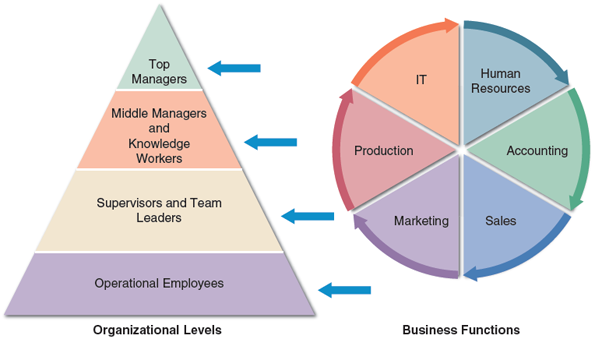 Top
Managers
Middle Managers
and
Knowledge
Workers
Supervisors and Team
Leaders
Operational Employees
Organizational Levels
IT
Human
Resources
Production
Accounting
Marketing
Sales
Business Functions